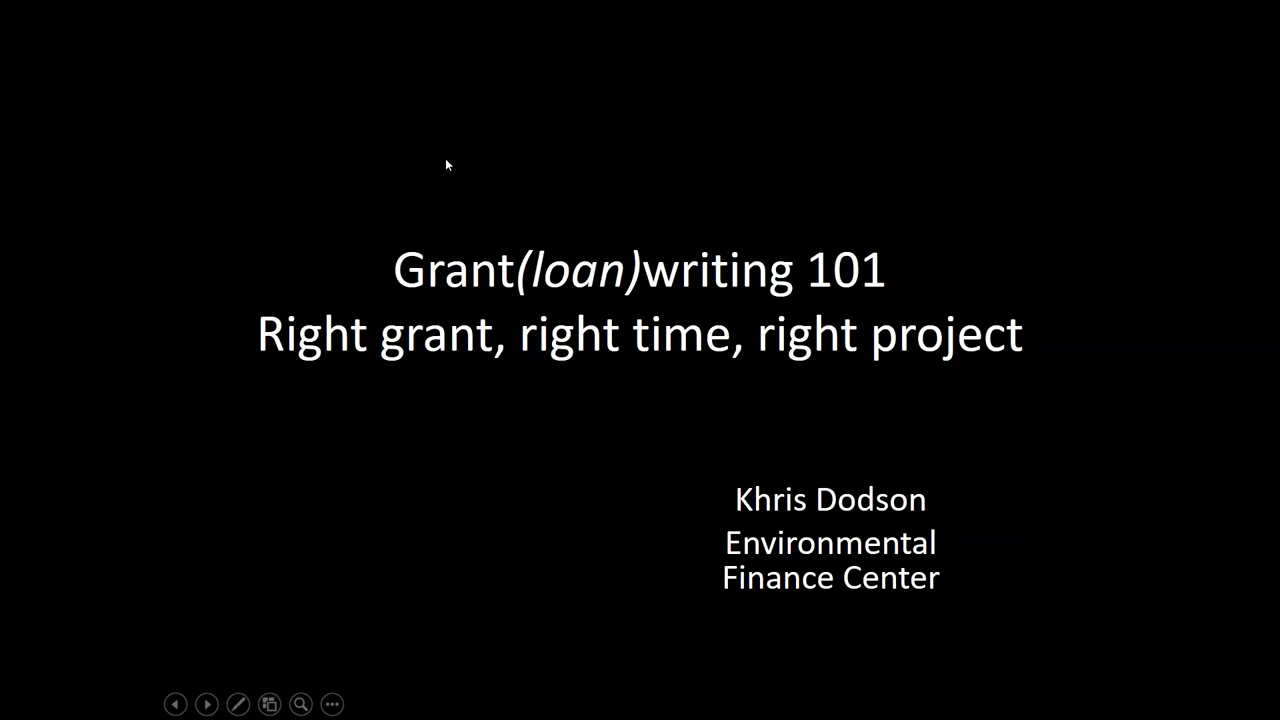 Grant(loan)writing 101
Right grant, right time, right project
Khris Dodson
Environmental
Finance Center